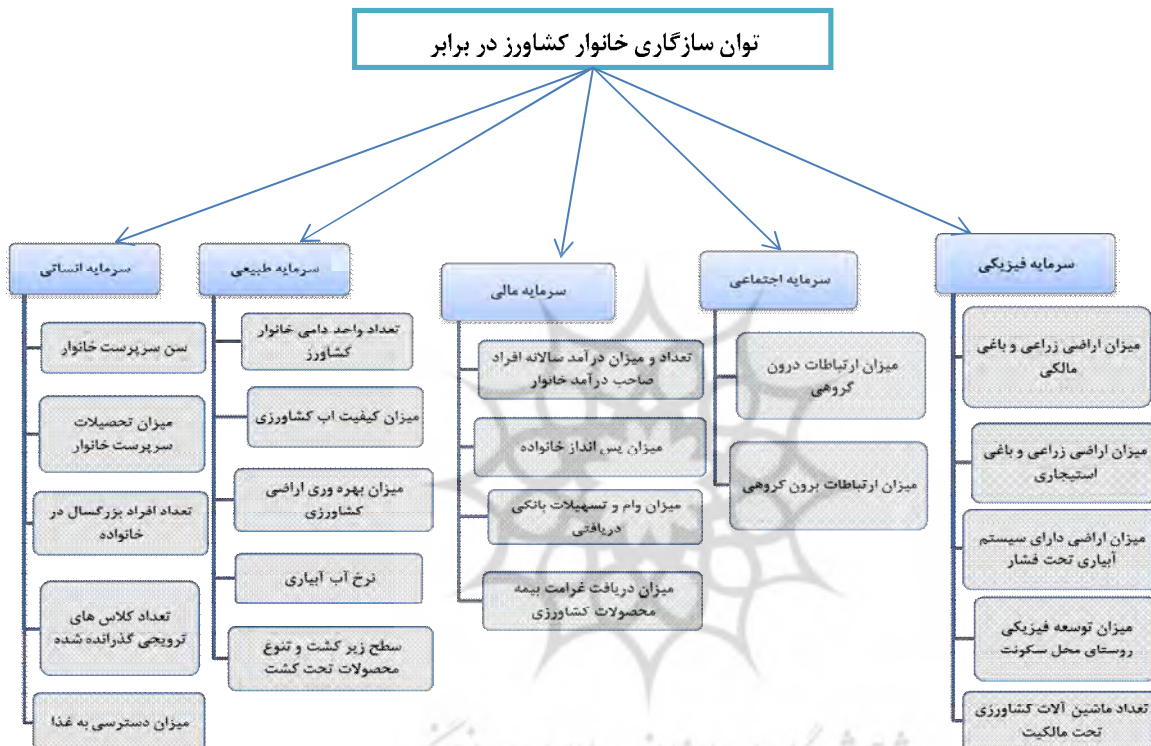 توان سازگاری خانوار کشاورز در برابر
سرمایه فیزیکی
میزان اراضی زراعی و باغی
مالکی
میزان اراضی زراعی و باغی
استیجاری
میزان اراضی دارای سیستم
آبیاری تحت فشار
میزان توسعه فیزیکی
روستای محل سکونت
تعداد ماشین آلات کشاورزی
تحت مالکیت
سرمایه اجتماعی
میزان ارتباطات درون
گروهی
میزان ارتباطات برون گروهی
سرمایه مالی
تعداد و میزان درآمد سالانه افراد
صاحب درآمد خانوار
میزان پس انداز خانواده
میزان وام و تسهیلات بانکی
دریافتی
میزان دریافت غرامت بیمه
محصولات کشاورزی
سرمایه طبیعی
تعداد واحد دامی خانوار
کشاورز
میزان کیفیت اب کشاورزی
میزان بهره وری اراضی
کشاورزی
نرخ آب آبیاری
سطح زیر کشت و تنوع
محصولات تحت کشت
سرمایه انسانی
سن سرپرست خانوار
میزان تحصیلات
سرپرست خانوار
تعداد افراد بزرگسال در
خانواده
تعداد کلاس های
ترویجی گذرانده شده
میزان دسترسی به غذا